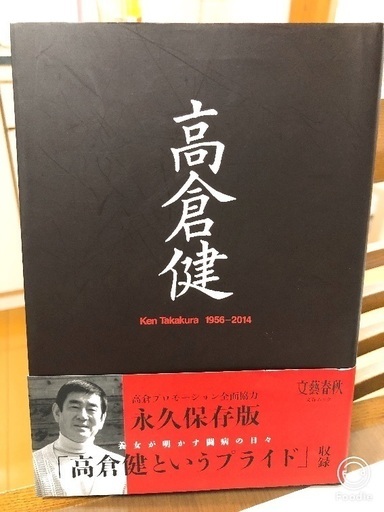 高倉健
Ken Takakura 1956–2014
高倉プロモーション全面協力
永久保存版
養女が明かす闘病の日々
「高倉健というプライド」収録
文藝春秋
Foodie